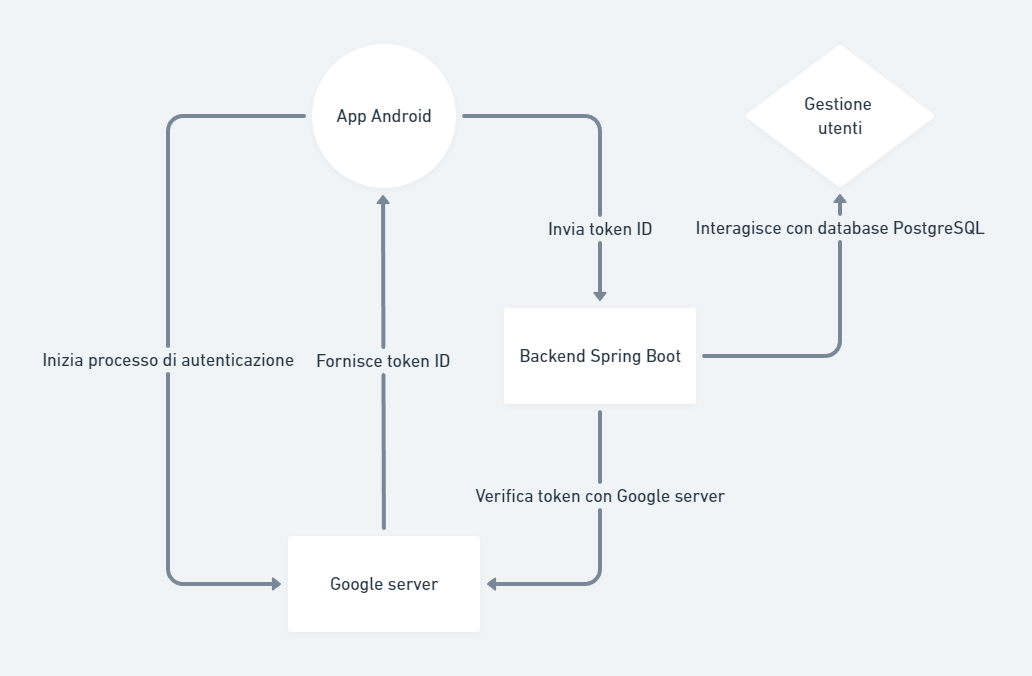 App Android
Gestione
utenti
Invia token ID
Interagisce con database PostgreSQL
Inizia processo di autenticazione
Fornisce token ID
Backend Spring Boot
Verifica token con Google server
Google server